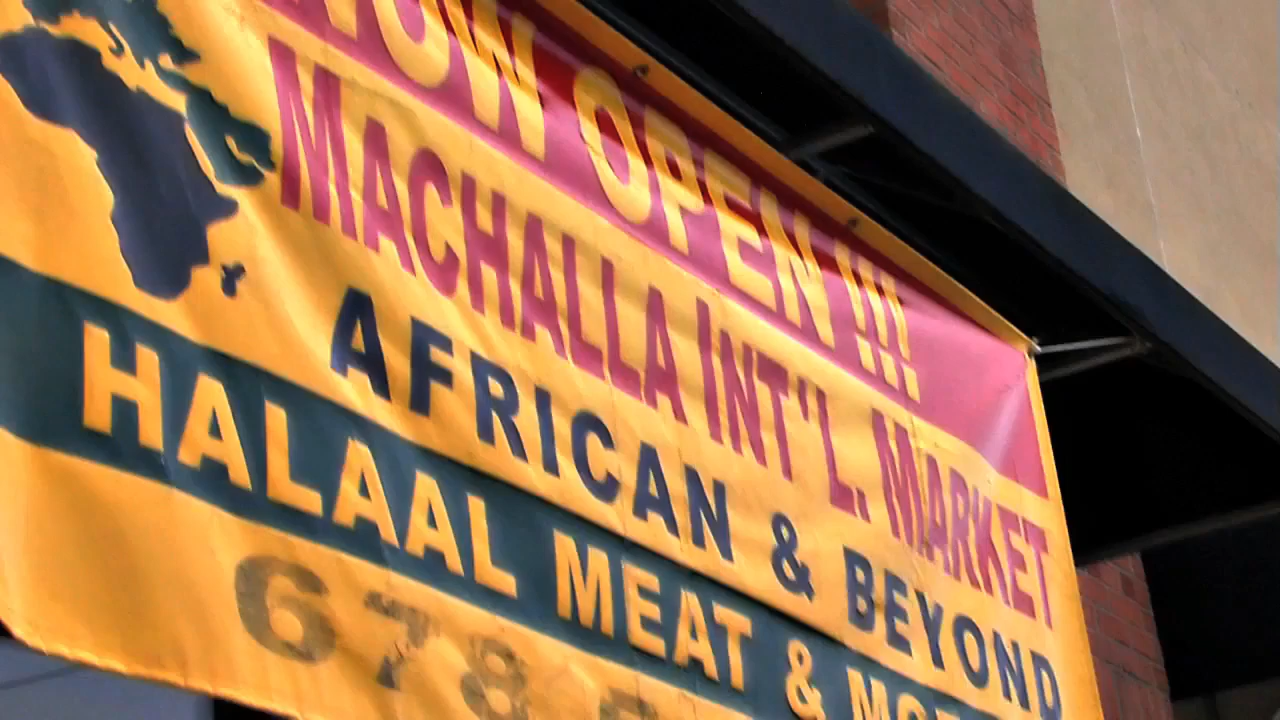 NOW OPEN !!!
MACHALLA INT'L. MARKET
AFRICAN & BEYOND
HALAAL MEAT &
678